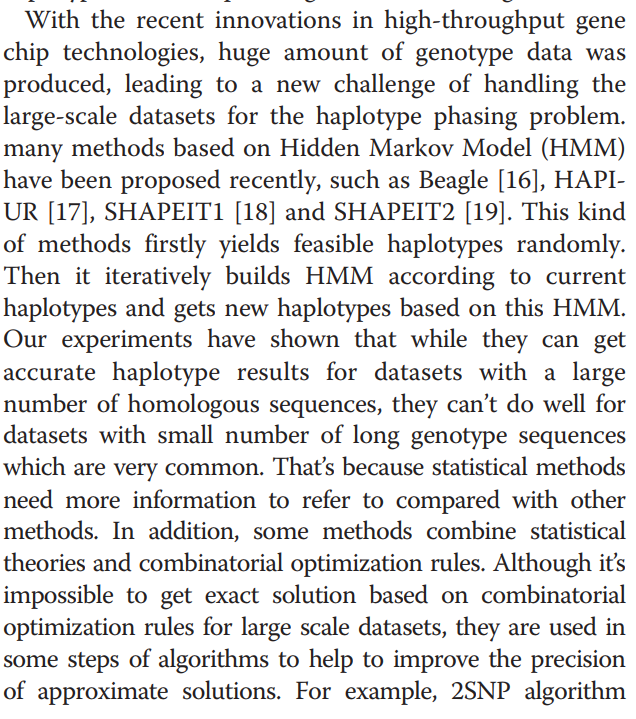 With the recent innovations in high-throughput gene
chip technologies, huge amount of genotype data was
produced, leading to a new challenge of handling the
large-scale datasets for the haplotype phasing problem.
many methods based on Hidden Markov Model (HMM)
have been proposed recently, such as Beagle [16], HAPI-
UR [17], SHAPEIT1 [18] and SHAPEIT2 [19]. This kind
of methods firstly yields feasible haplotypes randomly.
Then it iteratively builds HMM according to current
haplotypes and gets new haplotypes based on this HMM.
Our experiments have shown that while they can get
accurate haplotype results for datasets with a large
number of homologous sequences, they can’t do well for
datasets with small number of long genotype sequences
which are very common. That’s because statistical methods
need more information to refer to compared with other
methods. In addition, some methods combine statistical
theories and combinatorial optimization rules. Although it’s
impossible to get exact solution based on combinatorial
optimization rules for large scale datasets, they are used in
some steps of algorithms to help to improve the precision
of approximate solutions. For example, 2SNP algorithm